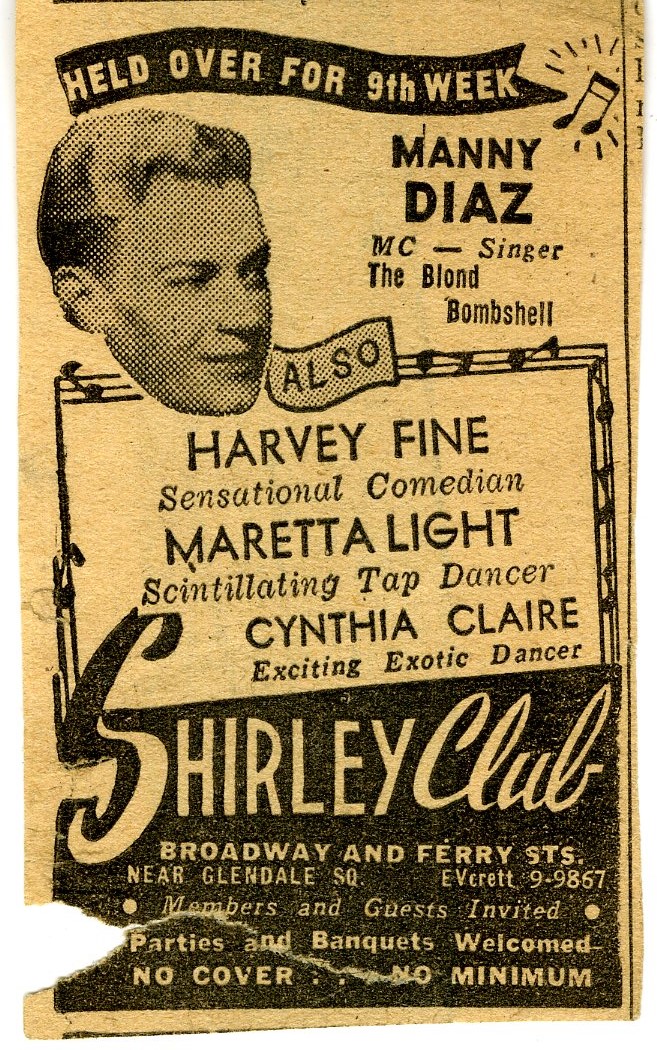 HELD OVER FOR 9th WEEK
MANNY
DIAZ
MC — Singer
The Blond
Bombshell
ALSO
HARVEY FINE
Sensational Comedian
MARETTA LIGHT
Scintillating Tap Dancer
CYNTHIA CLAIRE
Exciting Exotic Dancer
SHIRLEY Club
BROADWAY AND FERRY STS.
NEAR GLENDALE SQ. EVerett 9-9867
• Members and Guests Invited •
Parties and Banquets Welcomed
NO COVER . . NO MINIMUM